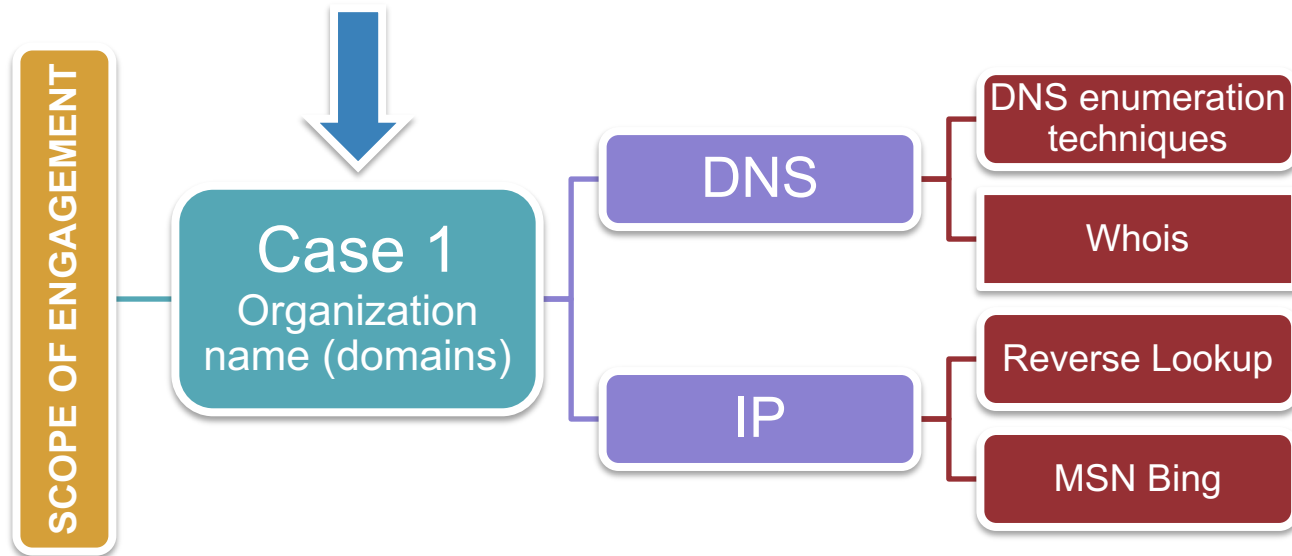 SCOPE OF ENGAGEMENT
Case 1
Organization
name (domains)
DNS
IP
DNS enumeration
techniques
Whois
Reverse Lookup
MSN Bing